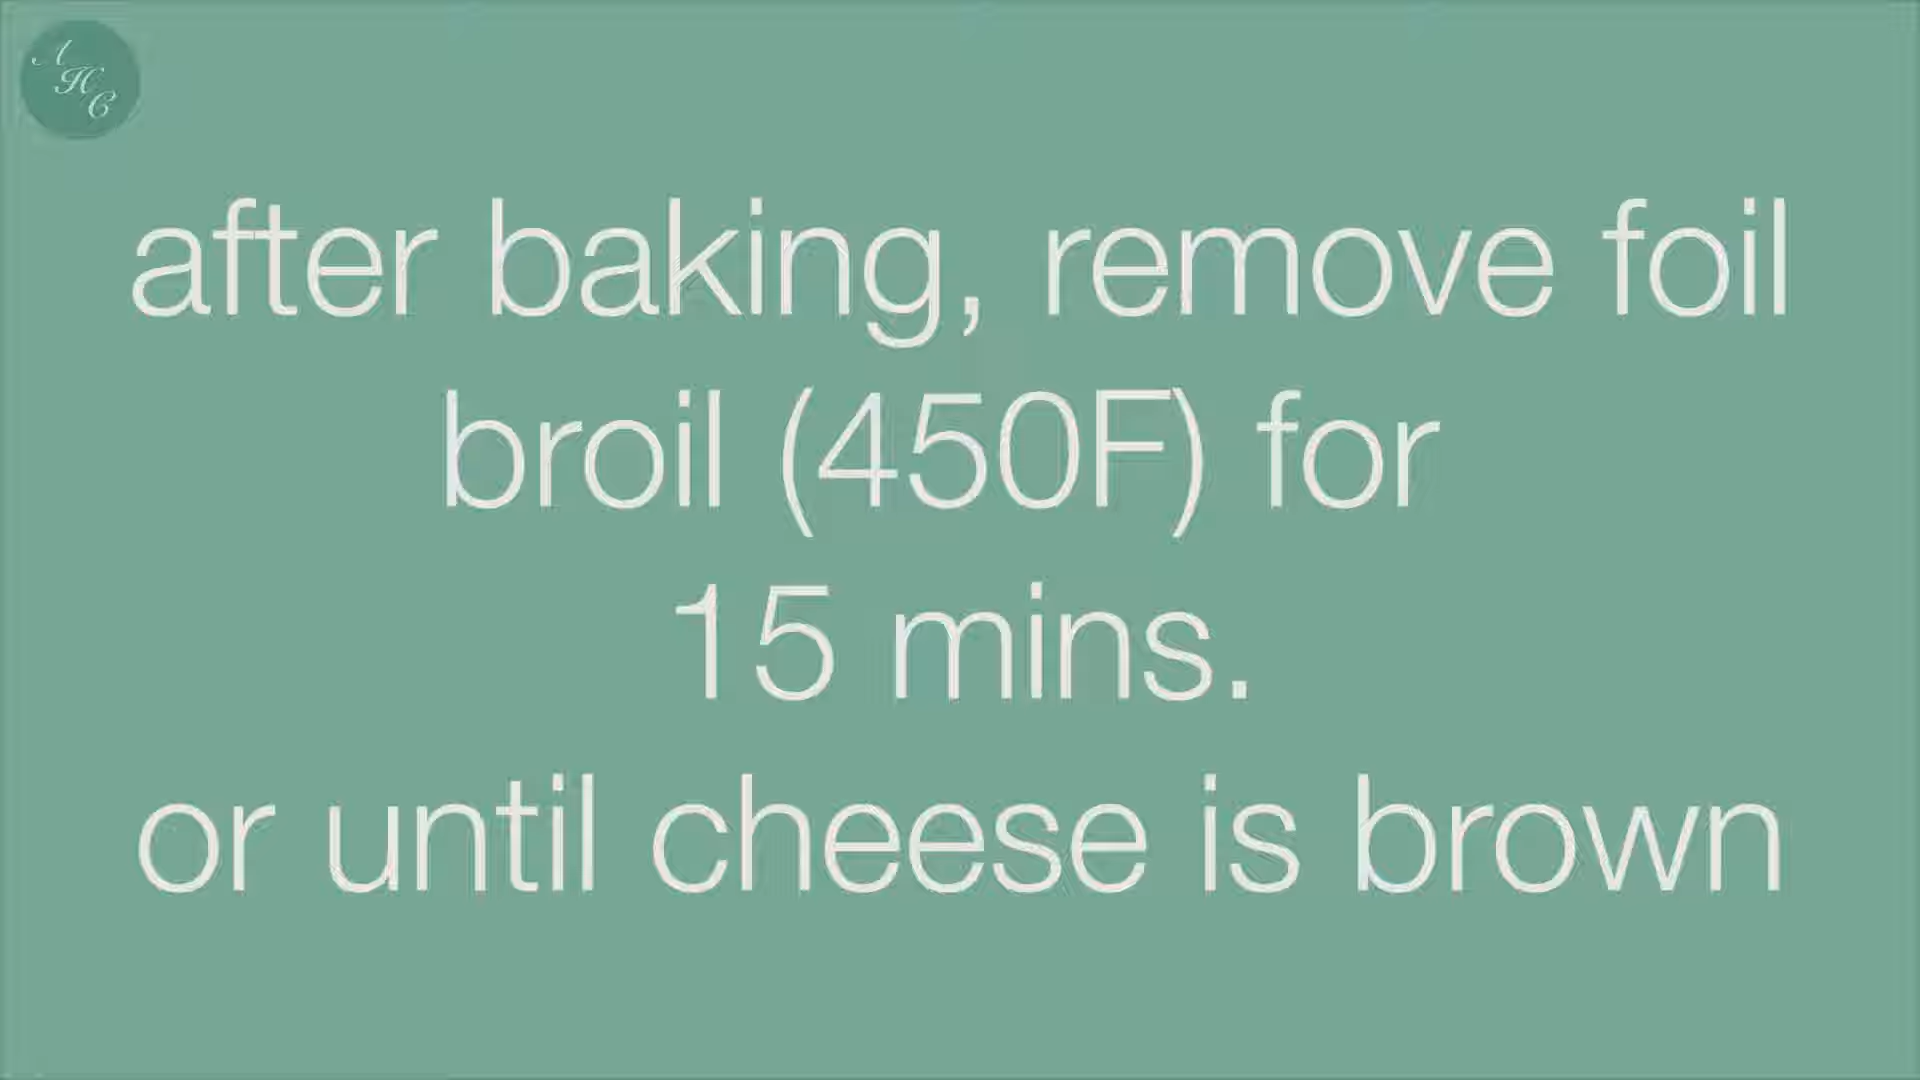 A
H
C
after baking, remove foil
broil (450F) for
15 mins.
or until cheese is brown